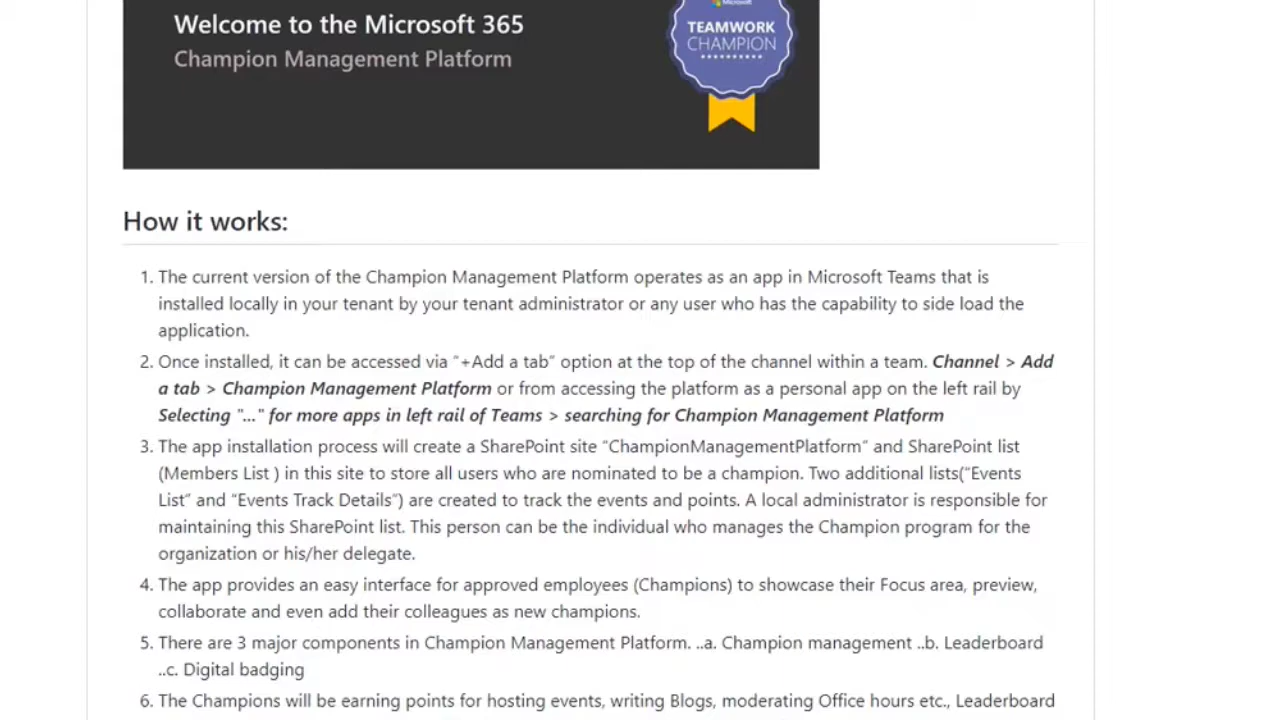 Microsoft
TEAMWORK
CHAMPION
Welcome to the Microsoft 365
Champion Management Platform
How it works:
1. The current version of the Champion Management Platform operates as an app in Microsoft Teams that is
installed locally in your tenant by your tenant administrator or any user who has the capability to side load the
application.
2. Once installed, it can be accessed via "+Add a tab" option at the top of the channel within a team. Channel > Add
a tab > Champion Management Platform or from accessing the platform as a personal app on the left rail by
Selecting "..." for more apps in left rail of Teams > searching for Champion Management Platform
3. The app installation process will create a SharePoint site "ChampionManagementPlatform" and SharePoint list
(Members List ) in this site to store all users who are nominated to be a champion. Two additional lists("Events
List" and "Events Track Details") are created to track the events and points. A local administrator is responsible for
maintaining this SharePoint list. This person can be the individual who manages the Champion program for the
organization or his/her delegate.
4. The app provides an easy interface for approved employees (Champions) to showcase their Focus area, preview,
collaborate and even add their colleagues as new champions.
5. There are 3 major components in Champion Management Platform. ..a. Champion management ..b. Leaderboard
..c. Digital badging
6. The Champions will be earning points for hosting events, writing Blogs, moderating Office hours etc., Leaderboard